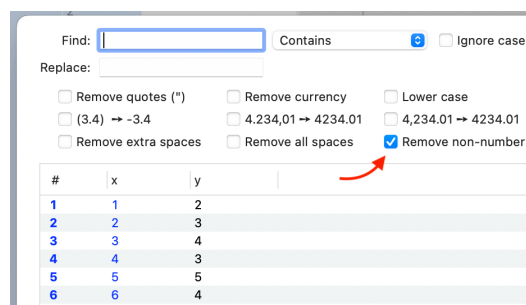 Find: Contains Ignore case
Replace:
Remove quotes (") Remove currency Lower case
(3.4) → -3.4 4.234,01 → 4234.01 4,234.01 → 4234.01
Remove extra spaces Remove all spaces Remove non-number
# x y
1 1 2
2 2 3
3 3 4
4 4 3
5 5 5
6 6 4